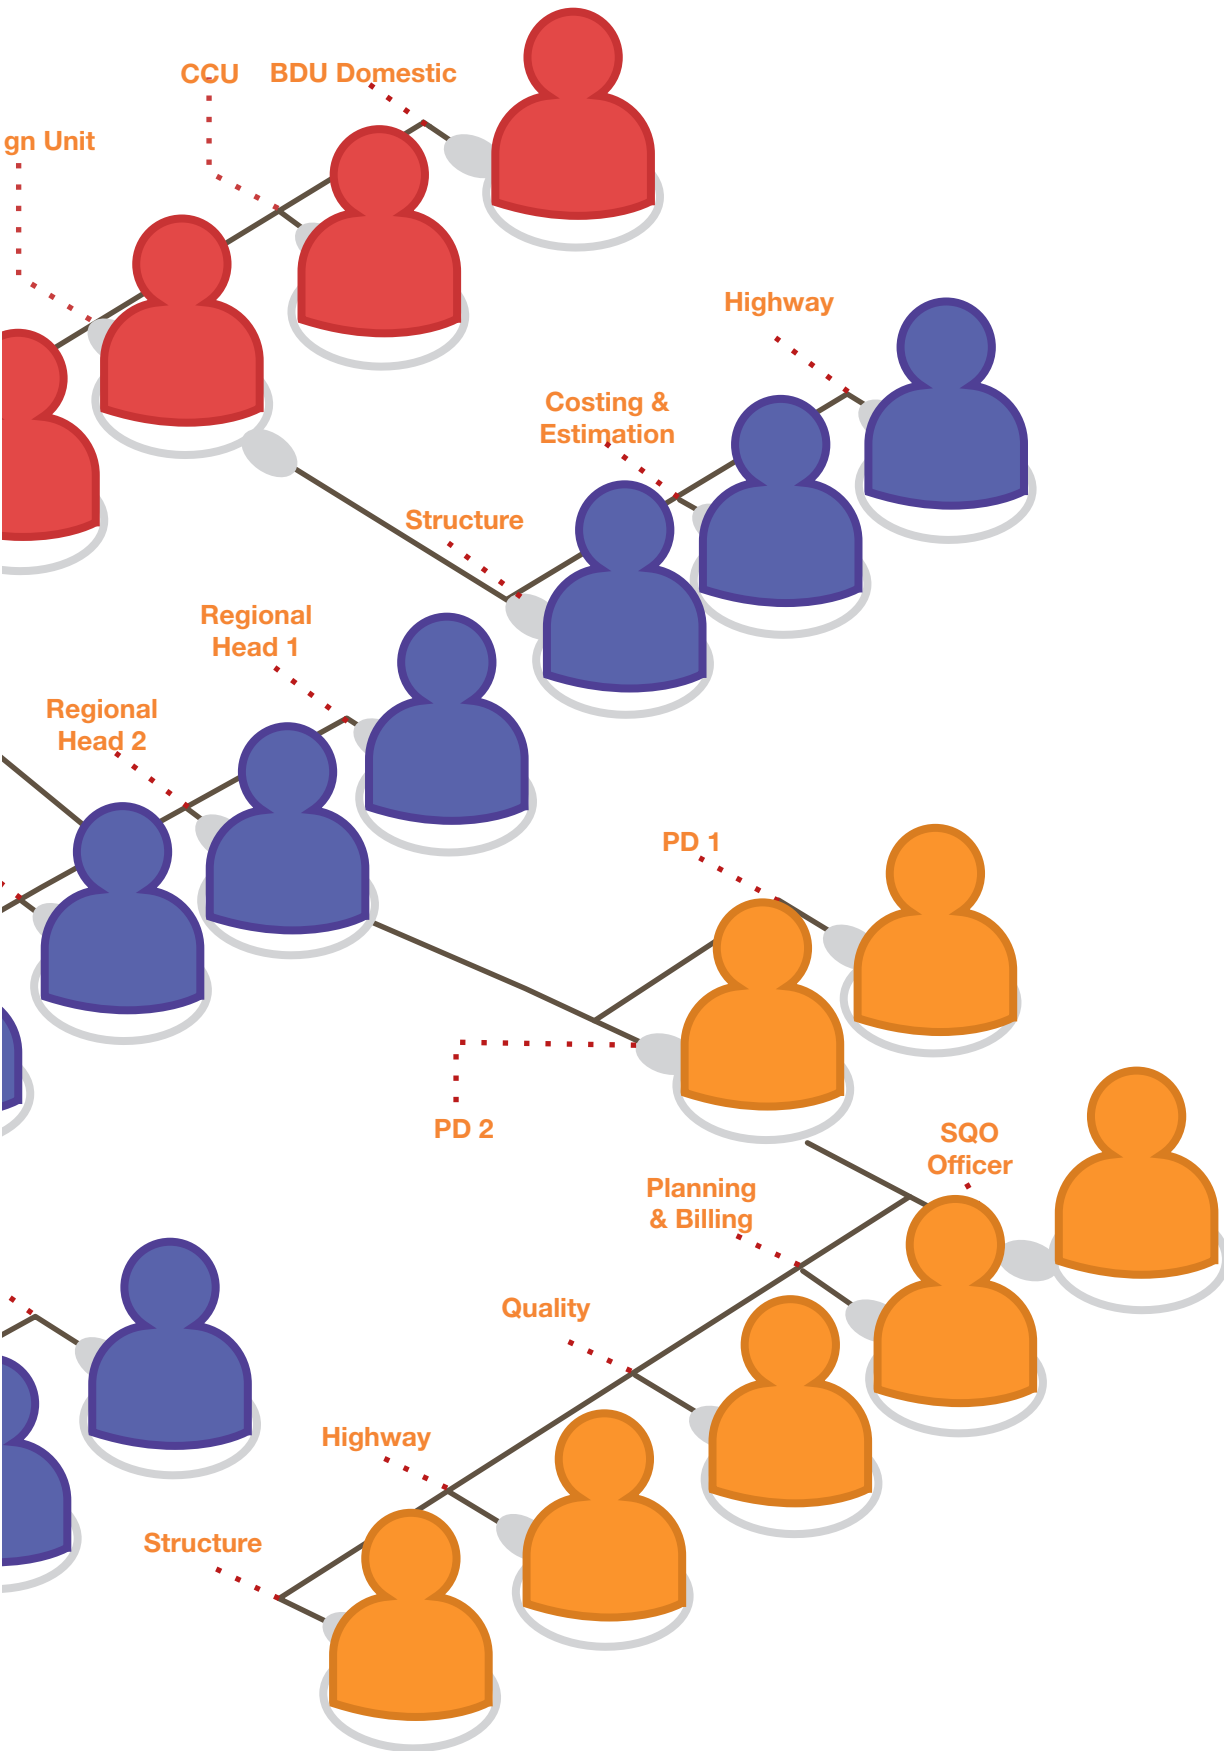 CCU
BDU Domestic
gn Unit
Highway
Costing &
Estimation
Structure
Regional
Head 1
Regional
Head 2
PD 1
PD 2
SQO
Officer
Planning
& Billing
Quality
Highway
Structure